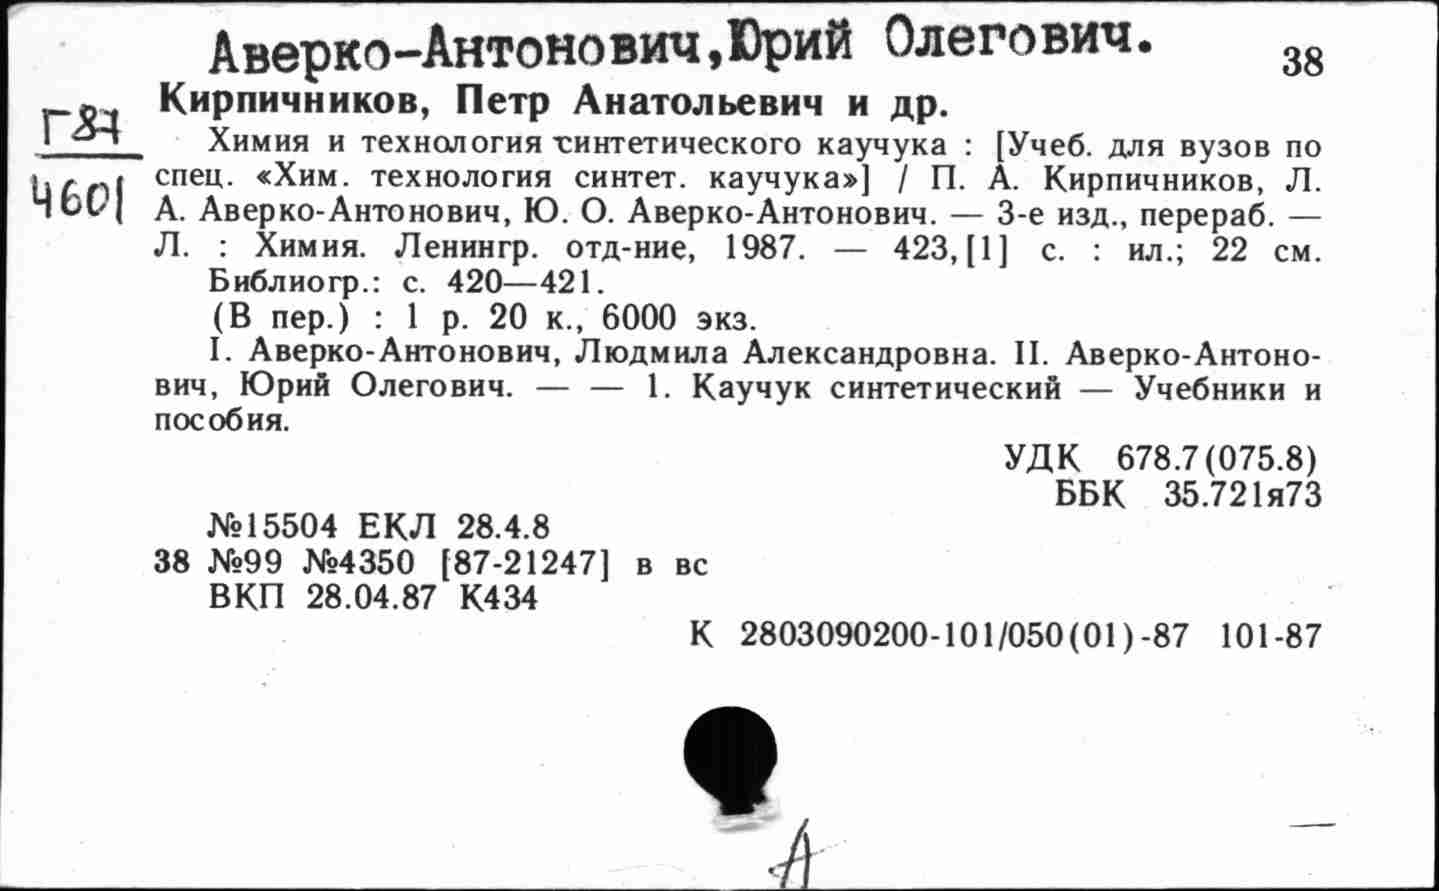 Аверко-Антонович,Юрий Олегович.
38
Кирпичников, Петр Анатольевич и др.
Г87
4601
Химия и технология синтетического каучука : [Учеб. для вузов по
спец. «Хим. технология синтет. каучука»] / П. А. Кирпичников, Л.
А. Аверко-Антонович, Ю. О. Аверко-Антонович. — 3-е изд., перераб. —
Л. : Химия. Ленингр. отд-ние, 1987. — 423,[1] с. : ил.; 22 см.
Библиогр.: с. 420—421.
(В пер.) : 1 р. 20 к., 6000 экз.
I. Аверко-Антонович, Людмила Александровна. II. Аверко-Антоно-
вич, Юрий Олегович. — — 1. Каучук синтетический — Учебники и
пособия.
УДК 678.7(075.8)
ББК 35.721я73
№15504 ЕКЛ 28.4.8
38 №99 №4350 [87-21247] в вс
ВКП 28.04.87 К434
К 2803090200-101/050(01)-87 101-87
А